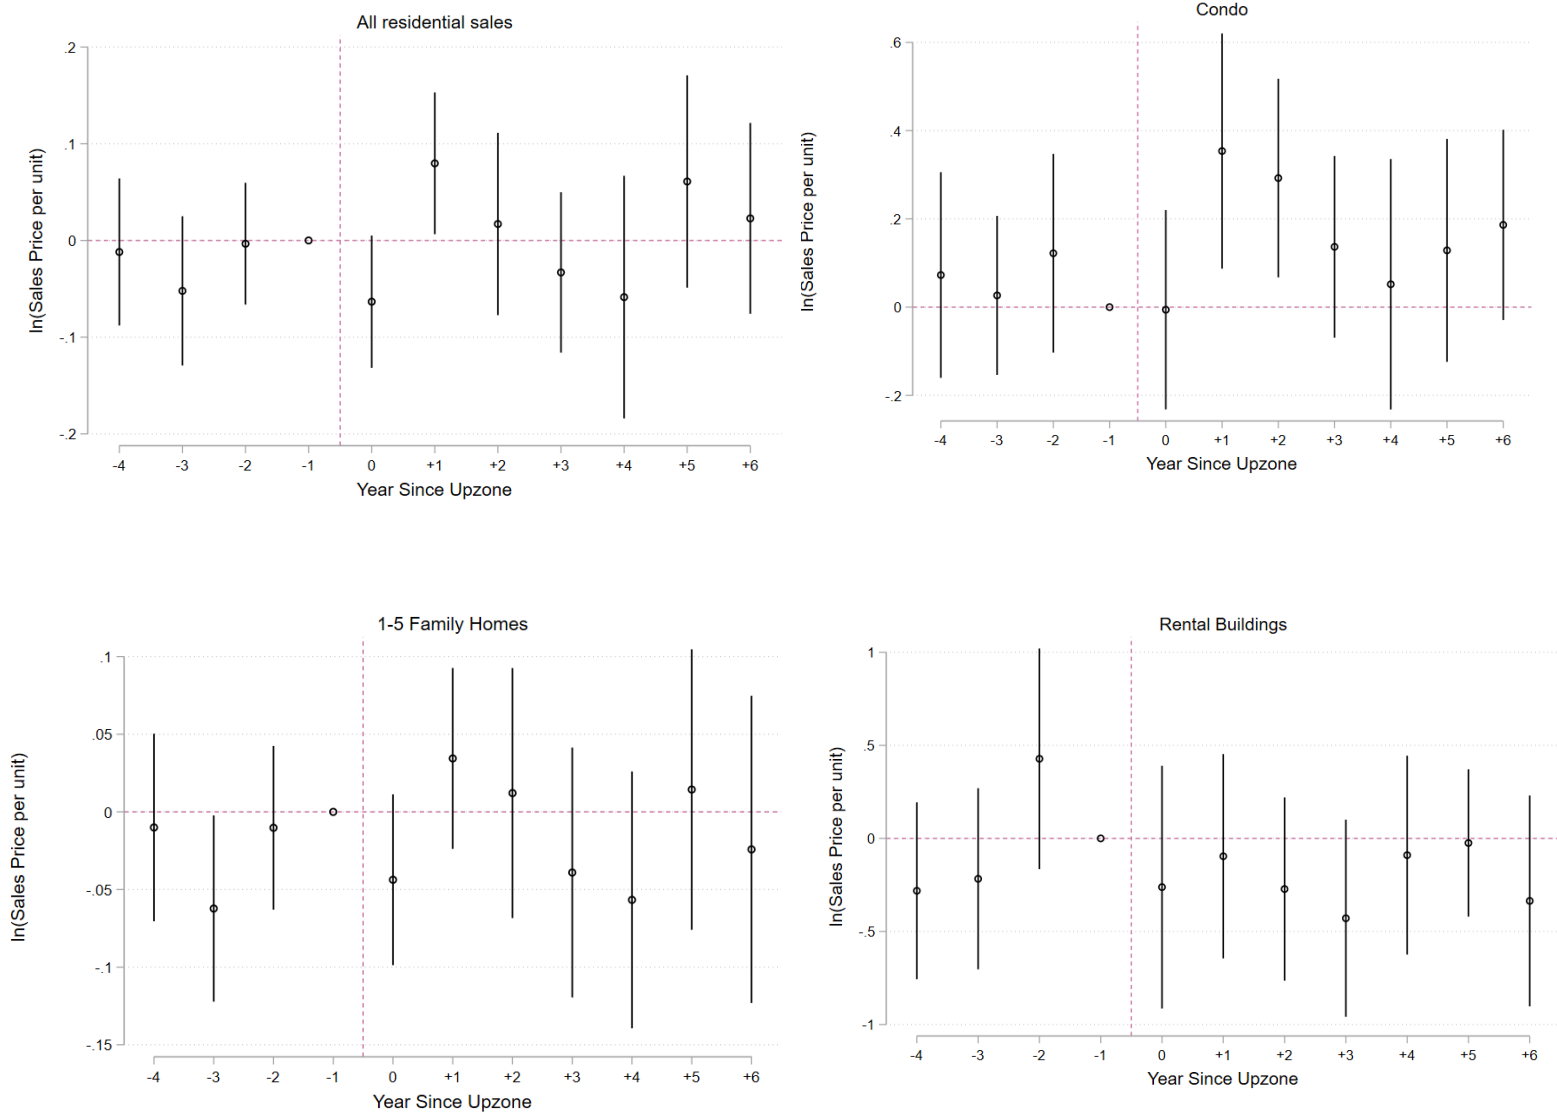 All residential sales
ln(Sales Price per unit)
.2
.1
0
-.1
-.2
-4 -3 -2 -1 0 +1 +2 +3 +4 +5 +6
Year Since Upzone
Condo
ln(Sales Price per unit)
.6
.4
.2
0
-.2
-4 -3 -2 -1 0 +1 +2 +3 +4 +5 +6
Year Since Upzone
1-5 Family Homes
ln(Sales Price per unit)
.1
.05
0
-.05
-.1
-.15
-4 -3 -2 -1 0 +1 +2 +3 +4 +5 +6
Year Since Upzone
Rental Buildings
ln(Sales Price per unit)
1
.5
0
-.5
-1
-4 -3 -2 -1 0 +1 +2 +3 +4 +5 +6
Year Since Upzone